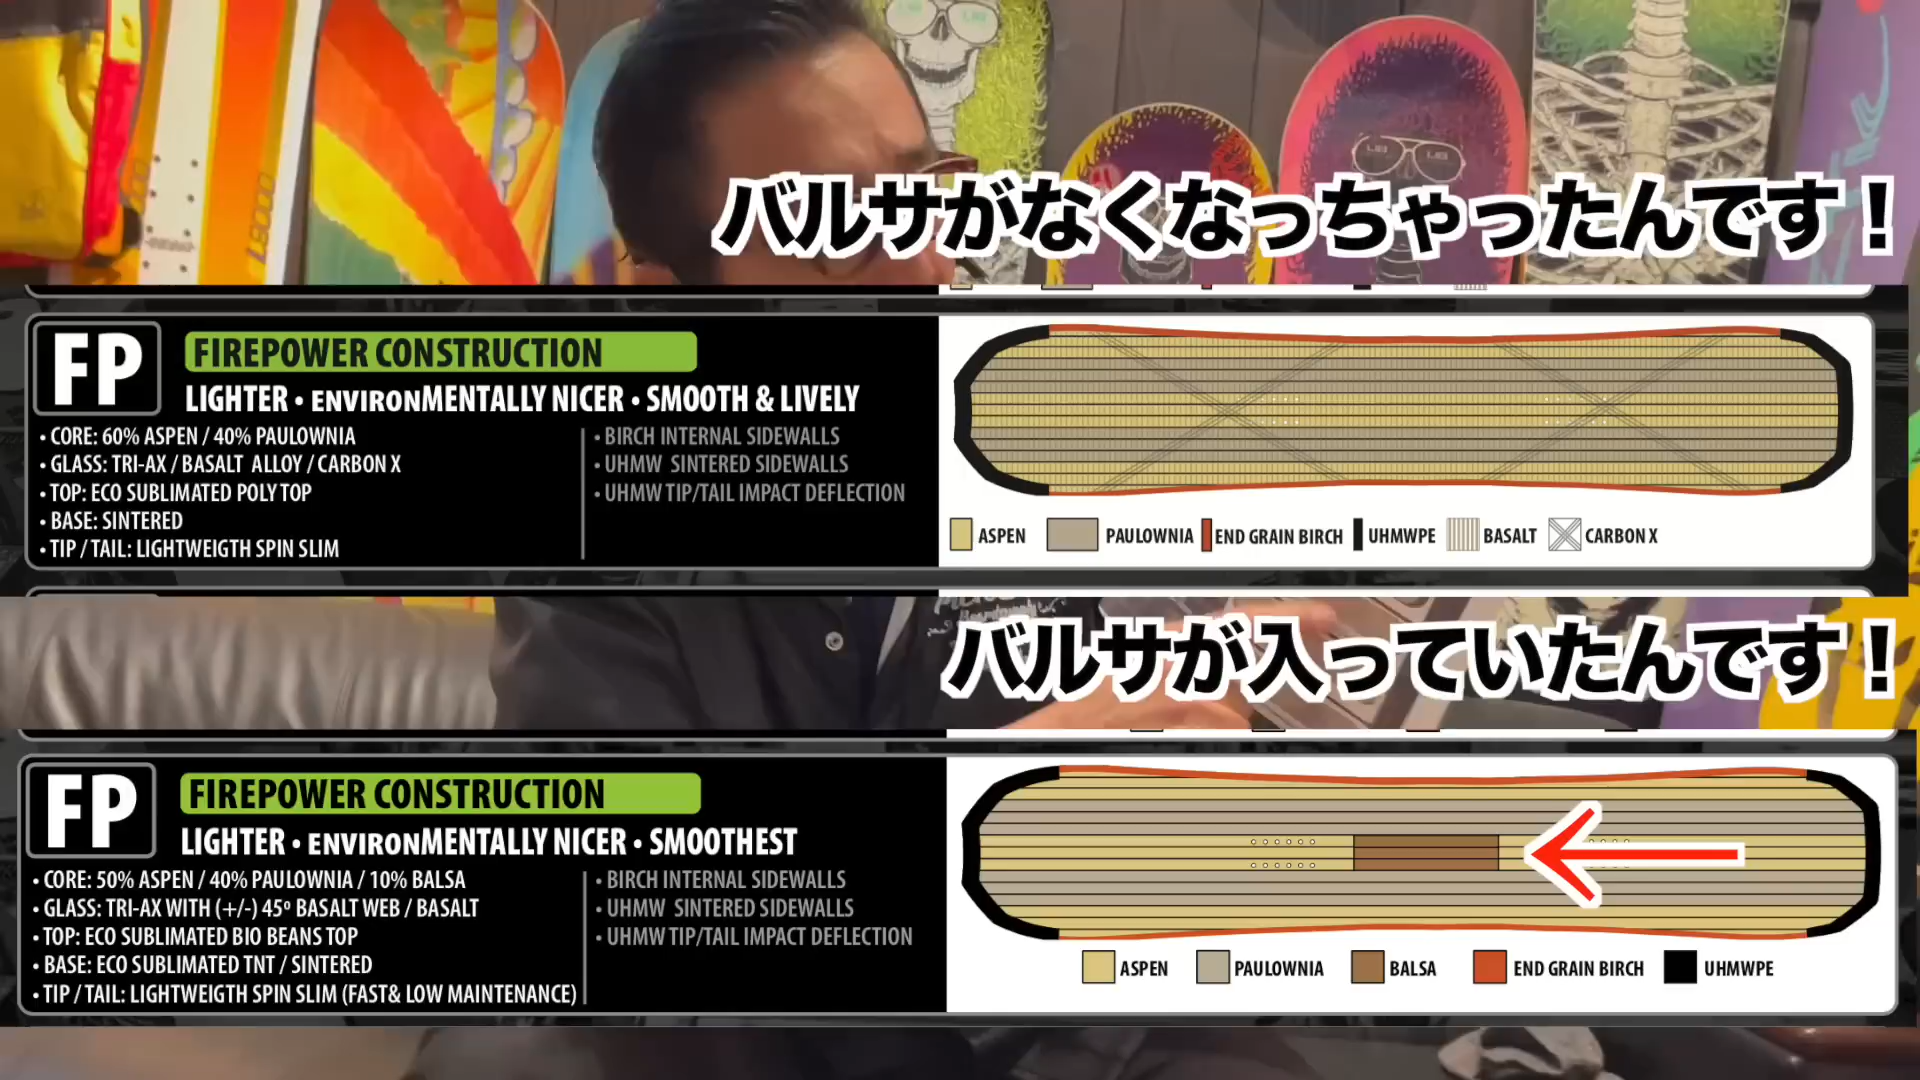 バルサがなくなっちゃったんです！
FP
FIREPOWER CONSTRUCTION
LIGHTER • ENVIRONMENTALLY NICER • SMOOTH & LIVELY
• CORE: 60% ASPEN / 40% PAULOWNIA
• GLASS: TRI-AX / BASALT ALLOY / CARBON X
• TOP: ECO SUBLIMATED POLY TOP
• BASE: SINTERED
• TIP / TAIL: LIGHTWEIGTH SPIN SLIM
• BIRCH INTERNAL SIDEWALLS
• UHMW SINTERED SIDEWALLS
• UHMW TIP/TAIL IMPACT DEFLECTION
ASPEN PAULOWNIA END GRAIN BIRCH UHMWPE BASALT CARBON X
バルサが入っていたんです！
FP
FIREPOWER CONSTRUCTION
LIGHTER • ENVIRONMENTALLY NICER • SMOOTHEST
• CORE: 50% ASPEN / 40% PAULOWNIA / 10% BALSA
• GLASS: TRI-AX WITH (+/-) 45º BASALT WEB / BASALT
• TOP: ECO SUBLIMATED BIO BEANS TOP
• BASE: ECO SUBLIMATED TNT / SINTERED
• TIP / TAIL: LIGHTWEIGTH SPIN SLIM (FAST& LOW MAINTENANCE)
• BIRCH INTERNAL SIDEWALLS
• UHMW SINTERED SIDEWALLS
• UHMW TIP/TAIL IMPACT DEFLECTION
ASPEN PAULOWNIA BALSA END GRAIN BIRCH UHMWPE